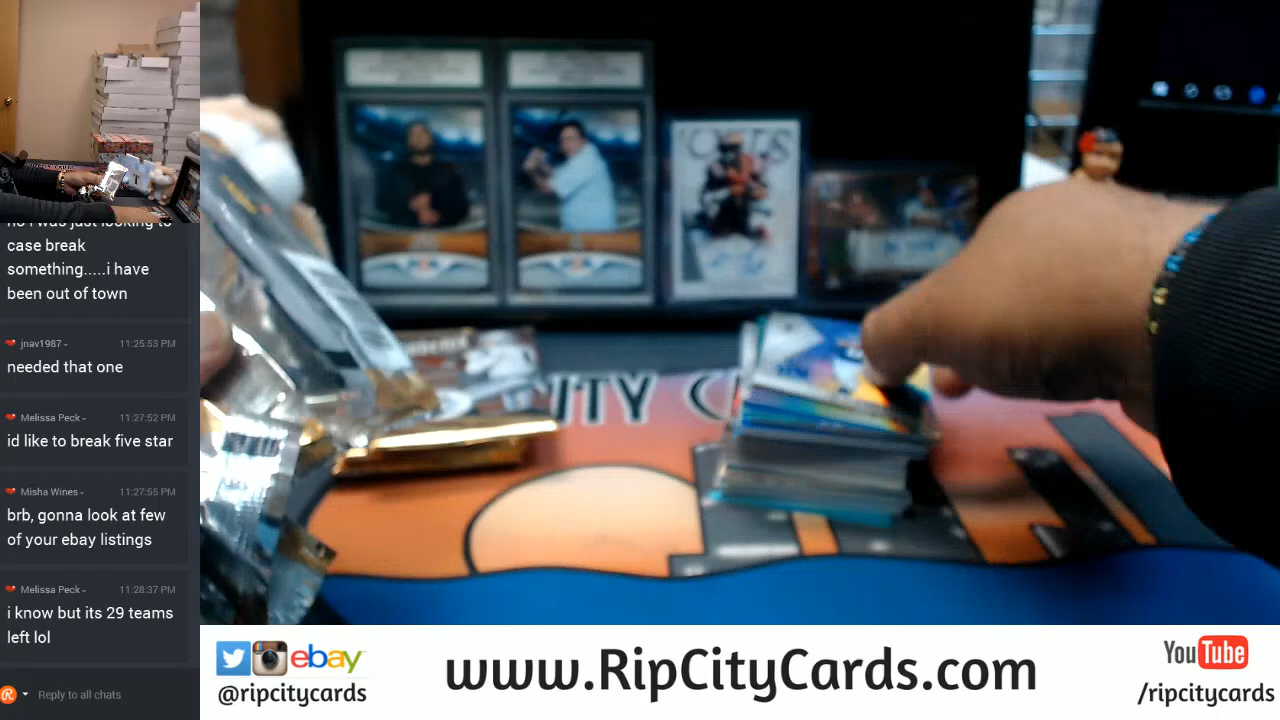 no i was just looking to
case break
something.....i have
been out of town
jnav1987 - 11:25:53 PM
needed that one
Melissa Peck - 11:27:52 PM
id like to break five star
Misha Wines - 11:27:55 PM
brb, gonna look at few
of your ebay listings
Melissa Peck - 11:28:37 PM
i know but its 29 teams
left lol
Reply to all chats
ITY C
ebay
@ripcitycards
www.RipCityCards.com
YouTube
/ripcitycards